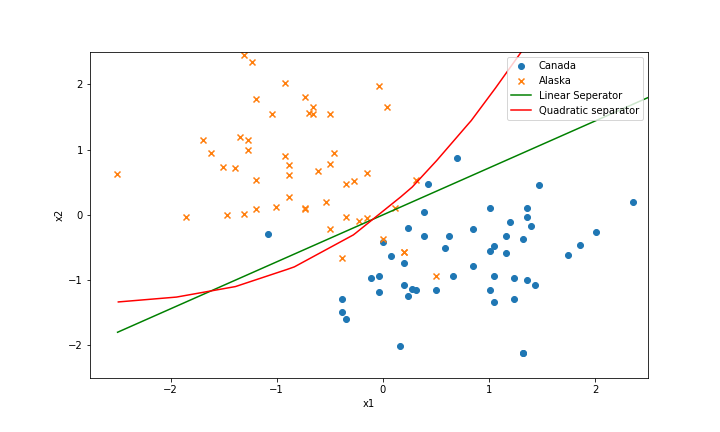 Canada
Alaska
Linear Seperator
Quadratic separator
2
1
0
−1
−2
x2
−2
−1
0
1
2
x1